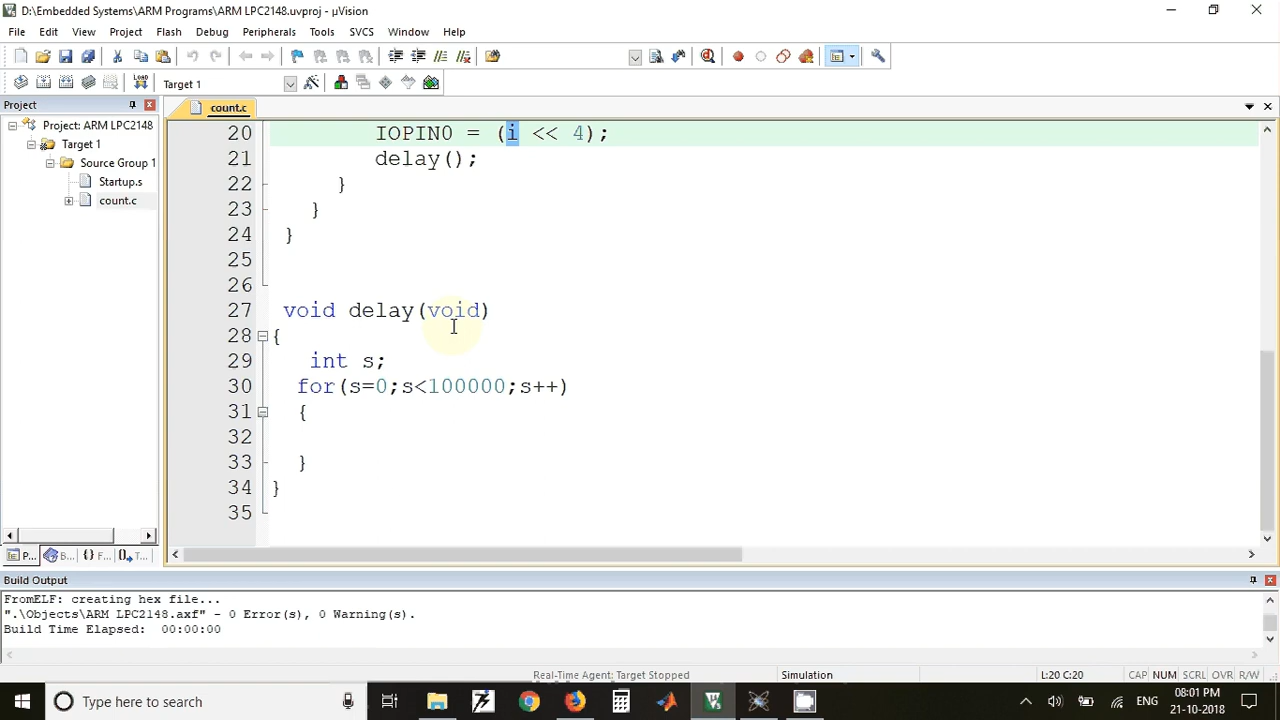 D:\Embedded Systems\ARM Programs\ARM LPC2148.uvproj - µVision
File Edit View Project Flash Debug Peripherals Tools SVCS Window Help
LOAD Target 1
Project
Project: ARM LPC2148
Target 1
Source Group 1
Startup.s
count.c
count.c
20 IOPIN0 = (i << 4);
21 delay();
22 }
23 }
24 }
25
26
27 void delay(void)
28 {
29 int s;
30 for(s=0;s<100000;s++)
31 {
32
33 }
34 }
35
P... B... {} F... 0. T...
Build Output
FromELF: creating hex file...
".\Objects\ARM LPC2148.axf" - 0 Error(s), 0 Warning(s).
Build Time Elapsed: 00:00:00
Real-Time Agent: Target Stopped Simulation L:20 C:20 CAP NUM SCRL OVR R/W
Type here to search ENG 08:01 PM
21-10-2018